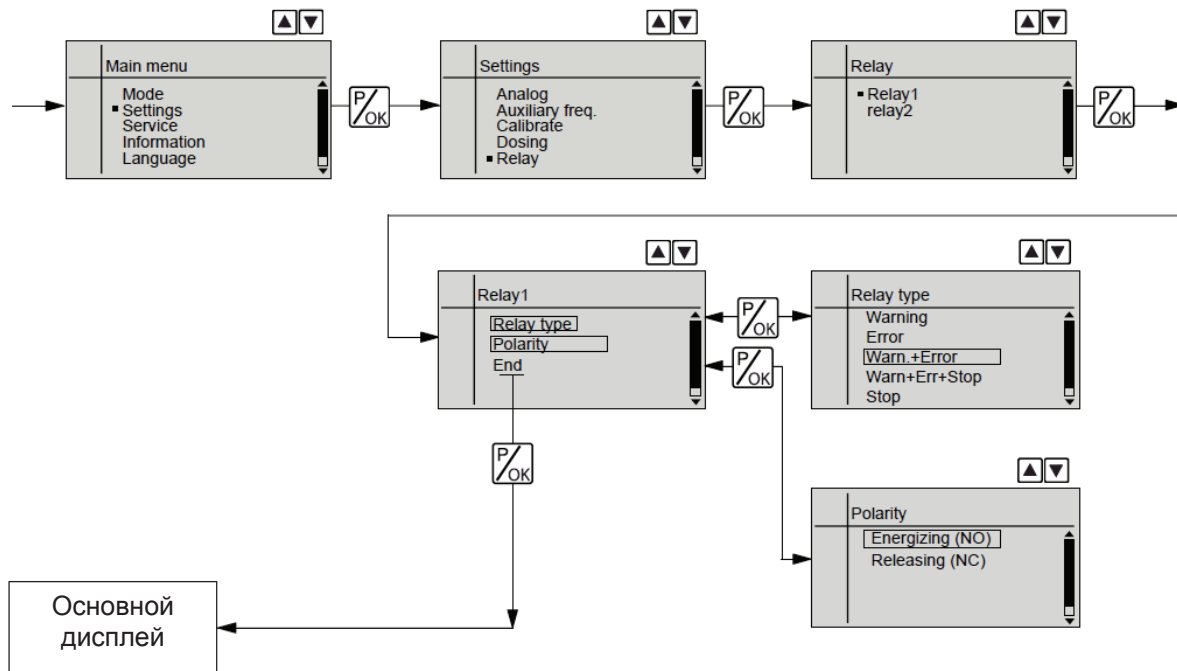 Main menu
Mode
Settings
Service
Information
Language
P/OK
Settings
Analog
Auxiliary freq.
Calibrate
Dosing
Relay
P/OK
Relay
Relay1
relay2
P/OK
Relay1
Relay type
Polarity
End
P/OK
P/OK
Relay type
Warning
Error
Warn.+Error
Warn+Err+Stop
Stop
P/OK
Polarity
Energizing (NO)
Releasing (NC)
Основной
дисплей